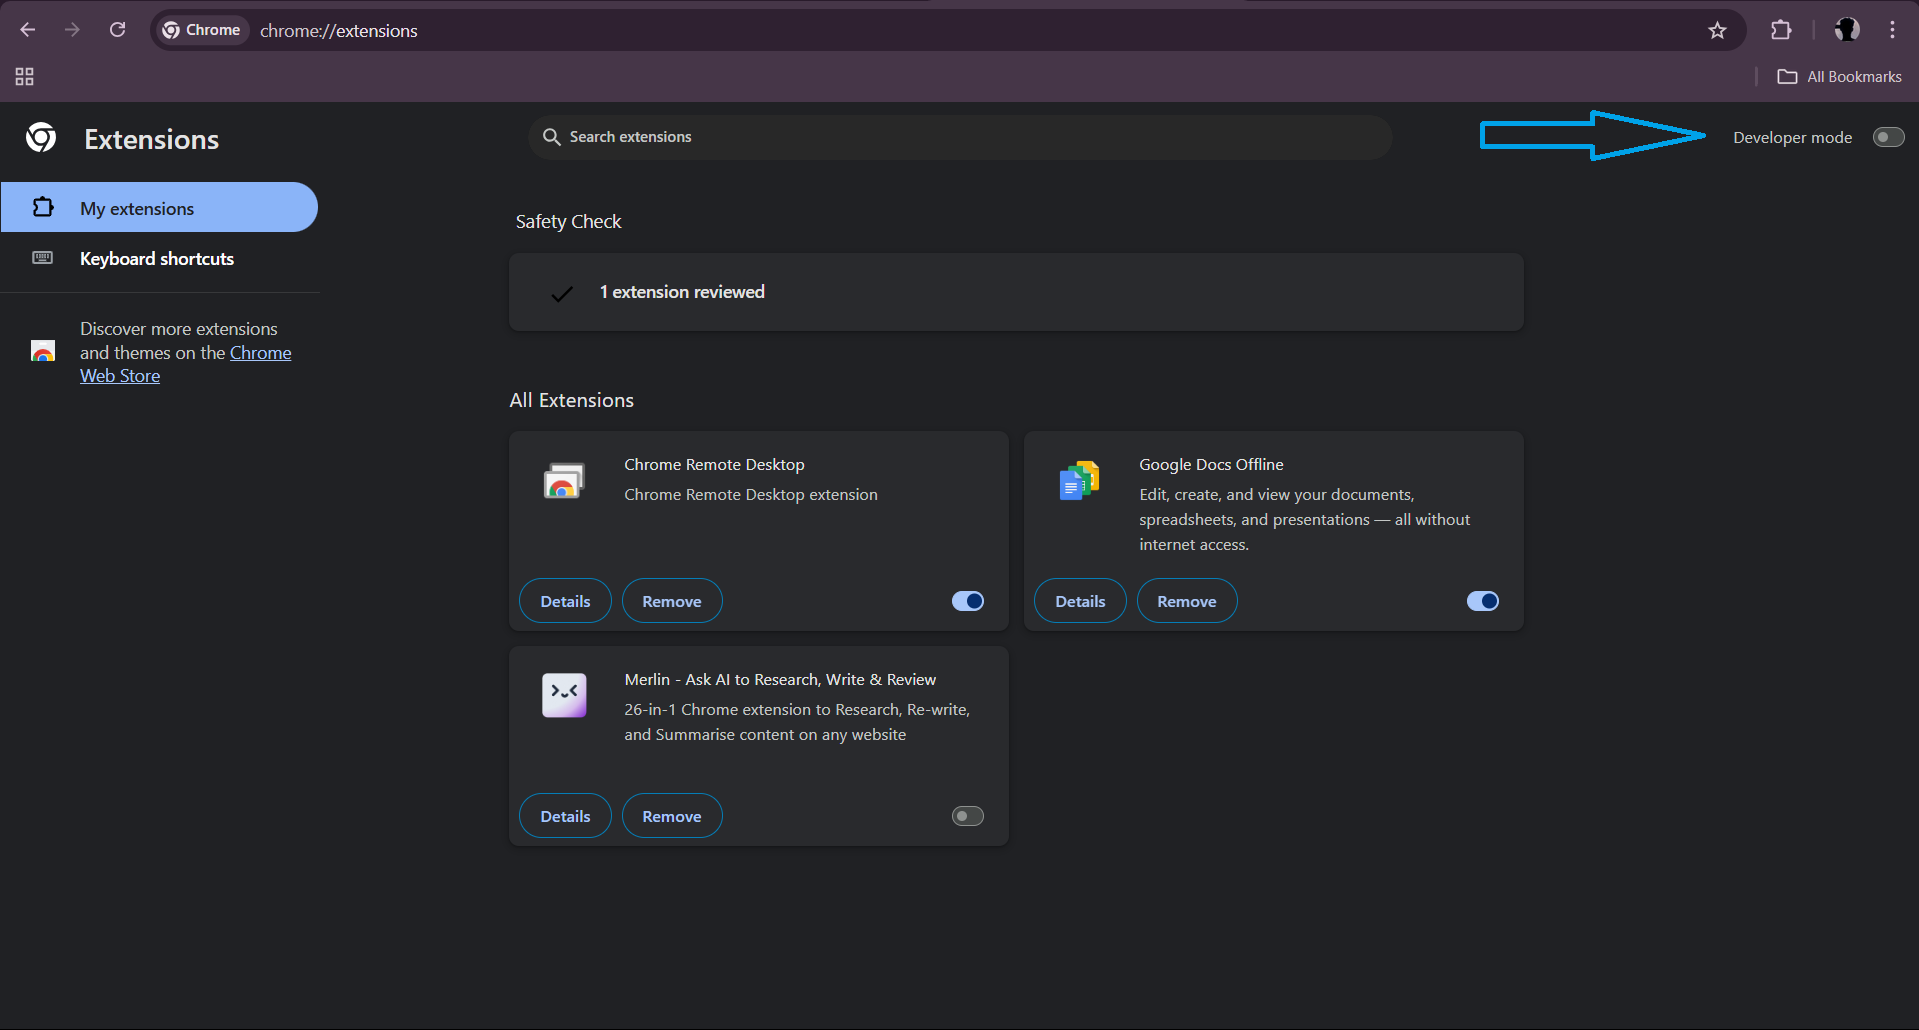 Chrome
chrome://extensions
All Bookmarks
Extensions
Search extensions
Developer mode
My extensions
Keyboard shortcuts
Discover more extensions
and themes on the Chrome
Web Store
Safety Check
1 extension reviewed
All Extensions
Chrome Remote Desktop
Chrome Remote Desktop extension
Details
Remove
Google Docs Offline
Edit, create, and view your documents,
spreadsheets, and presentations — all without
internet access.
Details
Remove
Merlin - Ask AI to Research, Write & Review
26-in-1 Chrome extension to Research, Re-write,
and Summarise content on any website
Details
Remove